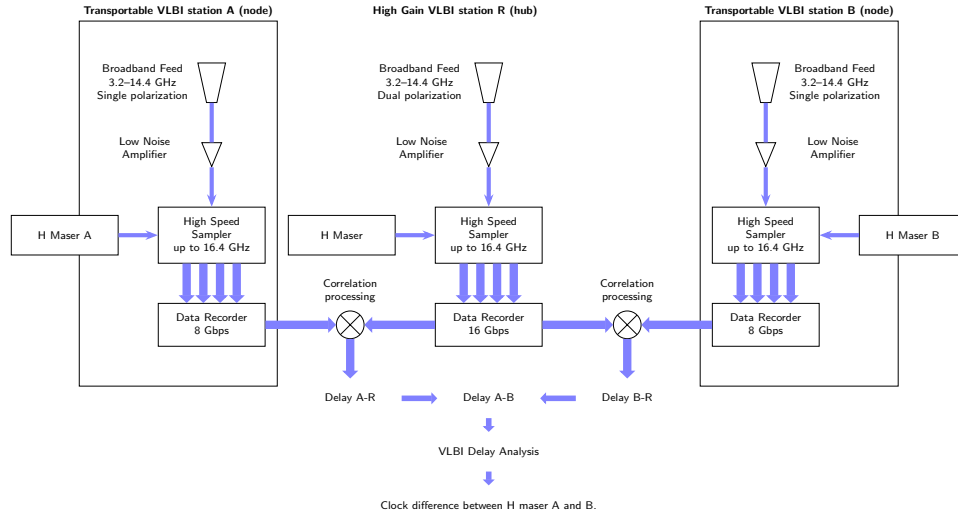 Transportable VLBI station A (node)
High Gain VLBI station R (hub)
Transportable VLBI station B (node)
Broadband Feed
3.2–14.4 GHz
Single polarization
Broadband Feed
3.2–14.4 GHz
Dual polarization
Broadband Feed
3.2–14.4 GHz
Single polarization
Low Noise
Amplifier
Low Noise
Amplifier
Low Noise
Amplifier
H Maser A
High Speed
Sampler
up to 16.4 GHz
H Maser
High Speed
Sampler
up to 16.4 GHz
High Speed
Sampler
up to 16.4 GHz
H Maser B
Data Recorder
8 Gbps
Correlation
processing
Data Recorder
16 Gbps
Correlation
processing
Data Recorder
8 Gbps
Delay A-R
Delay A-B
Delay B-R
VLBI Delay Analysis
Clock difference between H maser A and B.